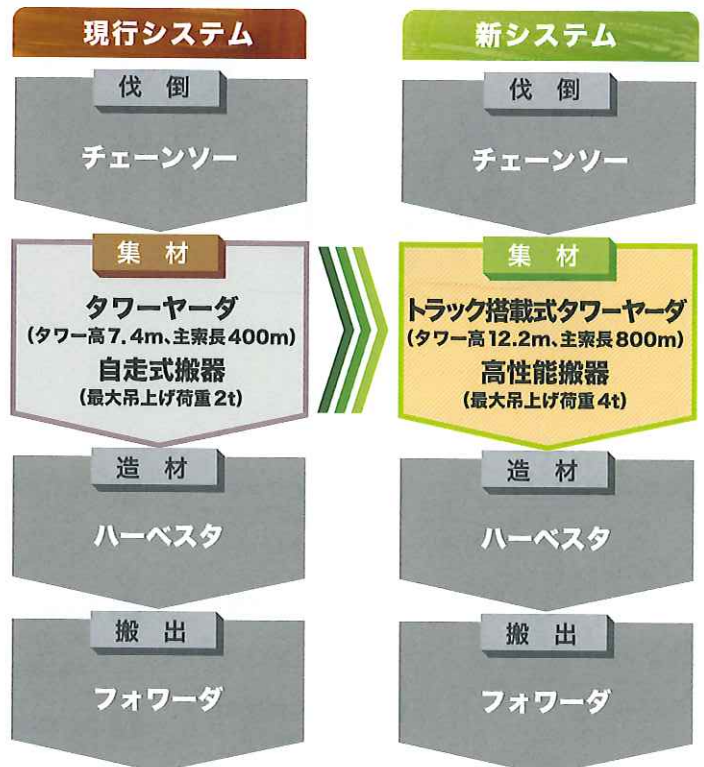 現行システム
伐倒
チェーンソー
集材
タワーヤーダ
(タワー高7.4m、主索長400m)
自走式搬器
(最大吊上げ荷重2t)
造材
ハーベスタ
搬出
フォワーダ
新システム
伐倒
チェーンソー
集材
トラック搭載式タワーヤーダ
(タワー高12.2m、主索長800m)
高性能搬器
(最大吊上げ荷重4t)
造材
ハーベスタ
搬出
フォワーダ